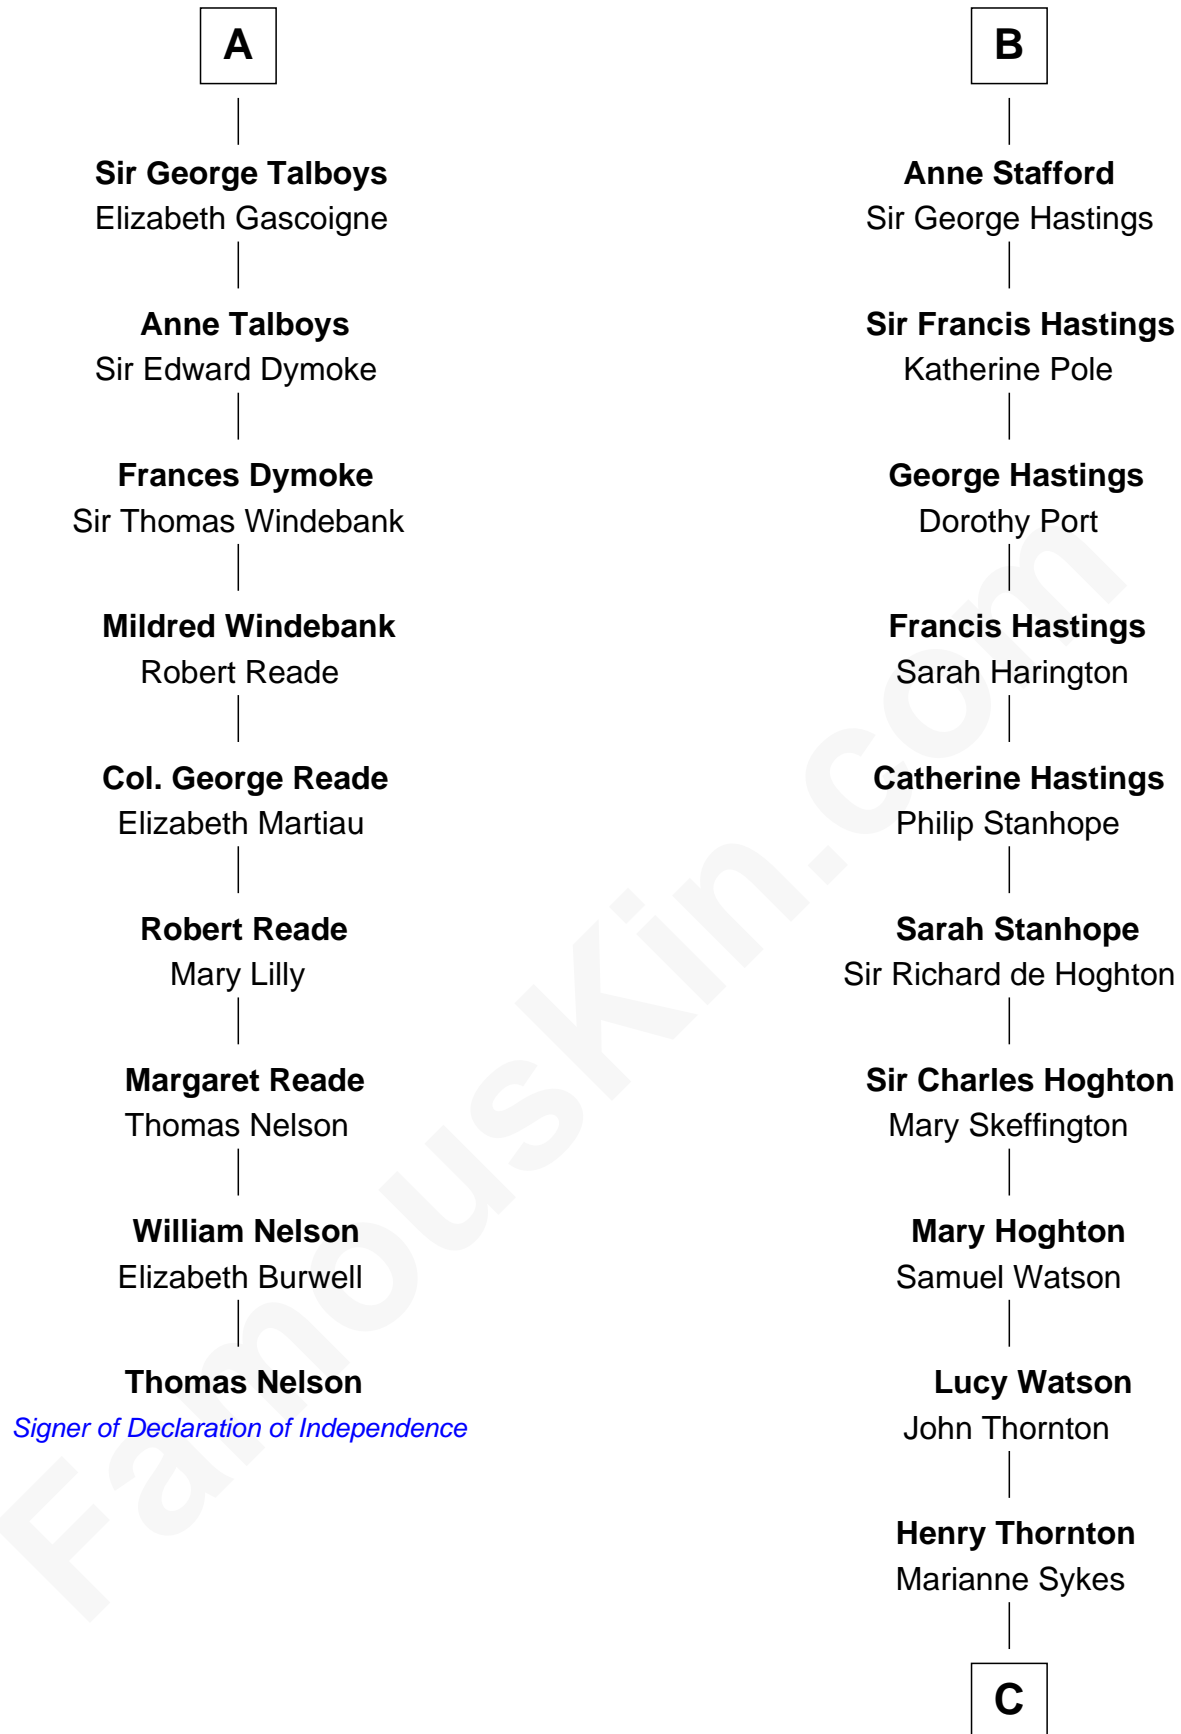 A
Sir George Talboys
Elizabeth Gascoigne
Anne Talboys
Sir Edward Dymoke
Frances Dymoke
Sir Thomas Windebank
Mildred Windebank
Robert Reade
Col. George Reade
Elizabeth Martiau
Robert Reade
Mary Lilly
Margaret Reade
Thomas Nelson
William Nelson
Elizabeth Burwell
Thomas Nelson
Signer of Declaration of Independence
B
Anne Stafford
Sir George Hastings
Sir Francis Hastings
Katherine Pole
George Hastings
Dorothy Port
Francis Hastings
Sarah Harington
Catherine Hastings
Philip Stanhope
Sarah Stanhope
Sir Richard de Hoghton
Sir Charles Hoghton
Mary Skeffington
Mary Hoghton
Samuel Watson
Lucy Watson
John Thornton
Henry Thornton
Marianne Sykes
C
FamousKin.com